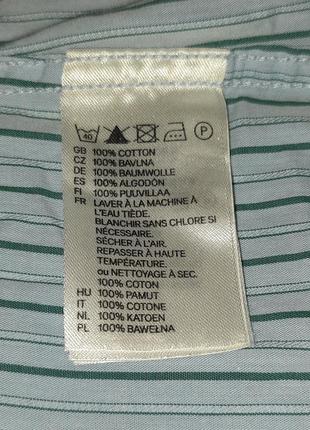 40 P
GB 100% COTTON
CZ 100% BAVLNA
DE 100% BAUMWOLLE
ES 100% ALGODÓN
FI 100% PUUVILLAA
FR LAVER À LA MACHINE À
L'EAU TIÈDE.
BLANCHIR SANS CHLORE SI
NÉCESSAIRE.
SÉCHER À L'AIR.
REPASSER À HAUTE
TEMPÉRATURE.
ou NETTOYAGE À SEC.
100% COTON
HU 100% PAMUT
IT 100% COTONE
NL 100% KATOEN
PL 100% BAWEŁNA